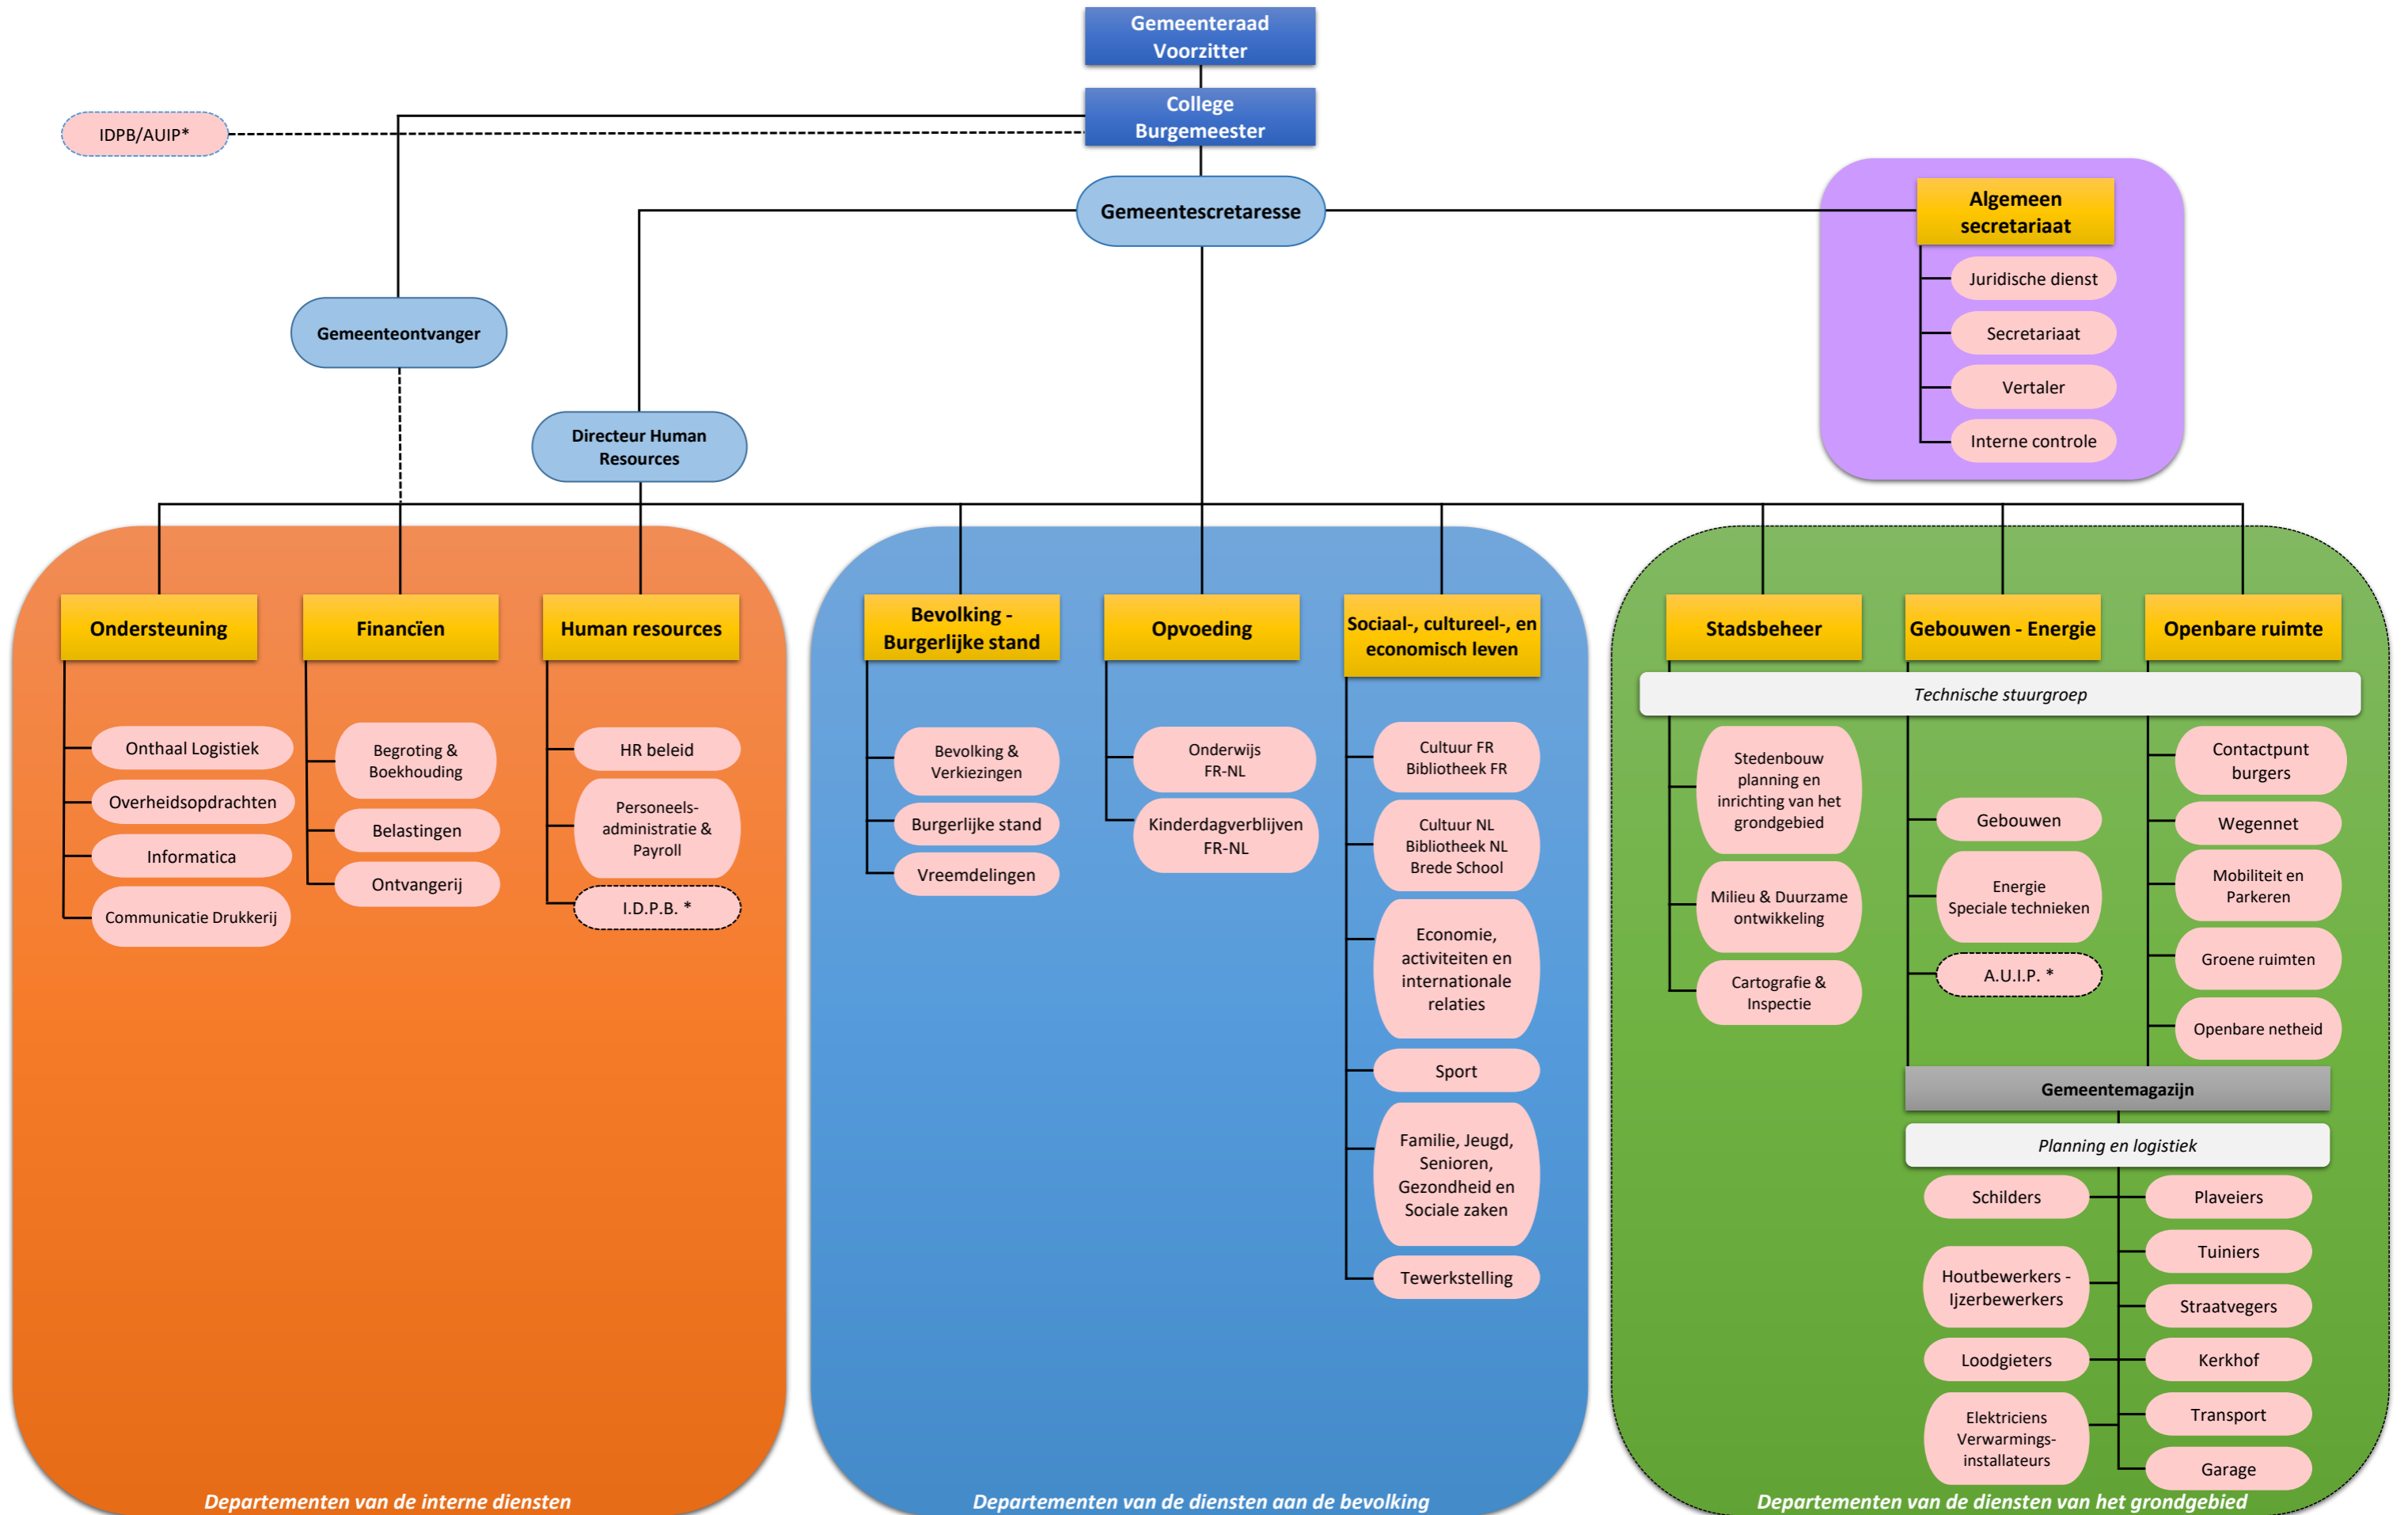 Gemeenteraad
Voorzitter
College
Burgemeester
IDPB/AUIP*
Gemeentescretaresse
Algemeen
secretariaat
Juridische dienst
Secretariaat
Vertaler
Interne controle
Gemeenteontvanger
Directeur Human
Resources
Ondersteuning
Onthaal Logistiek
Overheidsopdrachten
Informatica
Communicatie Drukkerij
Financïen
Begroting &
Boekhouding
Belastingen
Ontvangerij
Human resources
HR beleid
Personeels-
administratie &
Payroll
I.D.P.B. *
Departementen van de interne diensten
Bevolking -
Burgerlijke stand
Bevolking &
Verkiezingen
Burgerlijke stand
Vreemdelingen
Opvoeding
Onderwijs
FR-NL
Kinderdagverblijven
FR-NL
Sociaal-, cultureel-, en
economisch leven
Cultuur FR
Bibliotheek FR
Cultuur NL
Bibliotheek NL
Brede School
Economie,
activiteiten en
internationale
relaties
Sport
Familie, Jeugd,
Senioren,
Gezondheid en
Sociale zaken
Tewerkstelling
Departementen van de diensten aan de bevolking
Stadsbeheer
Gebouwen - Energie
Openbare ruimte
Technische stuurgroep
Stedenbouw
planning en
inrichting van het
grondgebied
Milieu & Duurzame
ontwikkeling
Cartografie &
Inspectie
Gebouwen
Energie
Speciale technieken
A.U.I.P. *
Contactpunt
burgers
Wegennet
Mobiliteit en
Parkeren
Groene ruimten
Openbare netheid
Gemeentemagazijn
Planning en logistiek
Schilders
Houtbewerkers -
Ijzerbewerkers
Loodgieters
Elektriciens
Verwarmings-
installateurs
Plaveiers
Tuiniers
Straatvegers
Kerkhof
Transport
Garage
Departementen van de diensten van het grondgebied